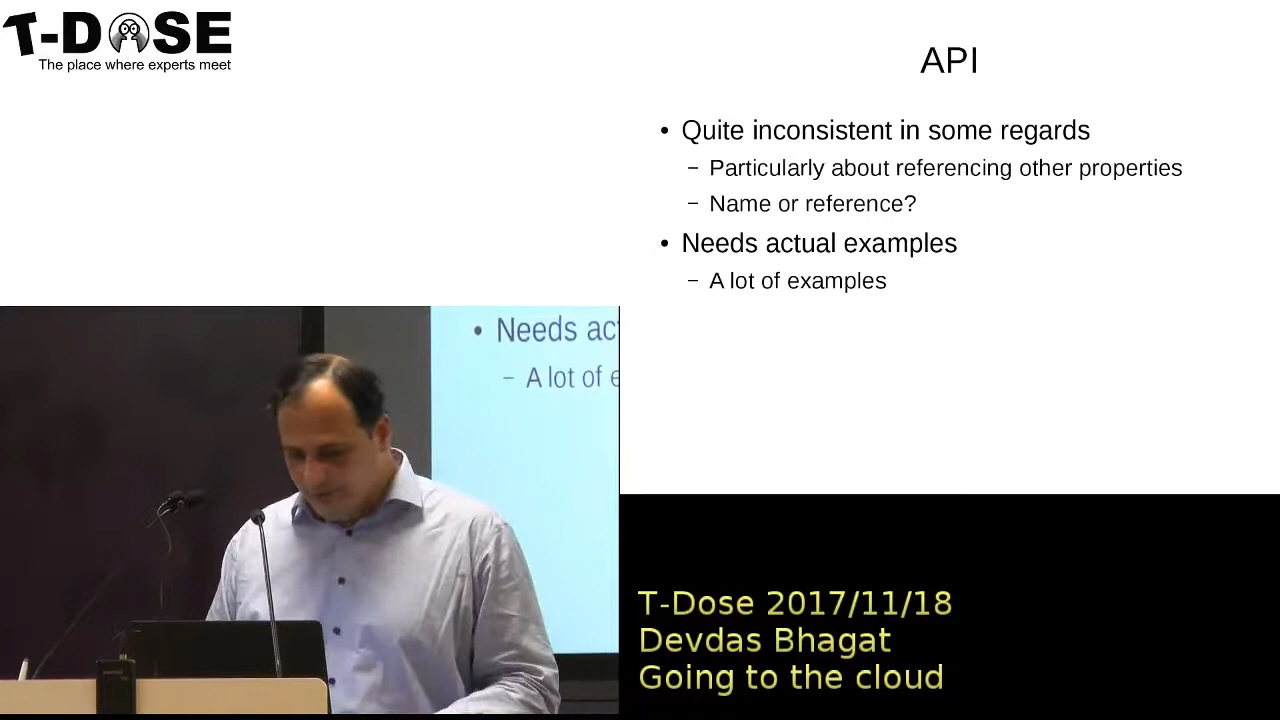 T-DOSE
The place where experts meet
API
• Quite inconsistent in some regards
– Particularly about referencing other properties
– Name or reference?
• Needs actual examples
– A lot of examples
• Needs act
– A lot of e
T-Dose 2017/11/18
Devdas Bhagat
Going to the cloud